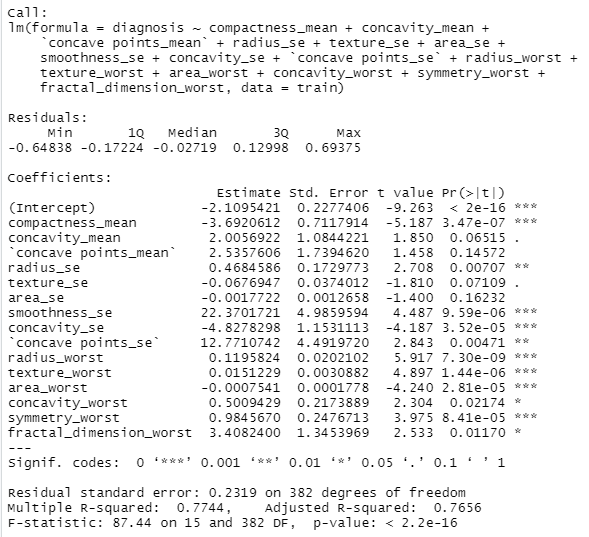 Call:
lm(formula = diagnosis ~ compactness_mean + concavity_mean +
    `concave points_mean` + radius_se + texture_se + area_se +
    smoothness_se + concavity_se + `concave points_se` + radius_worst +
    texture_worst + area_worst + concavity_worst + symmetry_worst +
    fractal_dimension_worst, data = train)

Residuals:
     Min       1Q   Median       3Q      Max
-0.64838 -0.17224 -0.02719  0.12998  0.69375

Coefficients:
                          Estimate Std. Error t value Pr(>|t|)
(Intercept)             -2.1095421  0.2277406  -9.263  < 2e-16 ***
compactness_mean        -3.6920612  0.7117914  -5.187 3.47e-07 ***
concavity_mean           2.0056922  1.0844221   1.850  0.06515 .
`concave points_mean`    2.5357606  1.7394620   1.458  0.14572
radius_se                0.4684586  0.1729773   2.708  0.00707 **
texture_se              -0.0676947  0.0374012  -1.810  0.07109 .
area_se                 -0.0017722  0.0012658  -1.400  0.16232
smoothness_se           22.3701721  4.9859594   4.487 9.59e-06 ***
concavity_se            -4.8278298  1.1531113  -4.187 3.52e-05 ***
`concave points_se`     12.7710742  4.4919720   2.843  0.00471 **
radius_worst             0.1195824  0.0202102   5.917 7.30e-09 ***
texture_worst            0.0151229  0.0030882   4.897 1.44e-06 ***
area_worst              -0.0007541  0.0001778  -4.240 2.81e-05 ***
concavity_worst          0.5009429  0.2173889   2.304  0.02174 *
symmetry_worst           0.9845670  0.2476713   3.975 8.41e-05 ***
fractal_dimension_worst  3.4082400  1.3453969   2.533  0.01170 *
---
Signif. codes:  0 ‘***’ 0.001 ‘**’ 0.01 ‘*’ 0.05 ‘.’ 0.1 ‘ ’ 1

Residual standard error: 0.2319 on 382 degrees of freedom
Multiple R-squared:  0.7744,    Adjusted R-squared:  0.7656
F-statistic: 87.44 on 15 and 382 DF,  p-value: < 2.2e-16